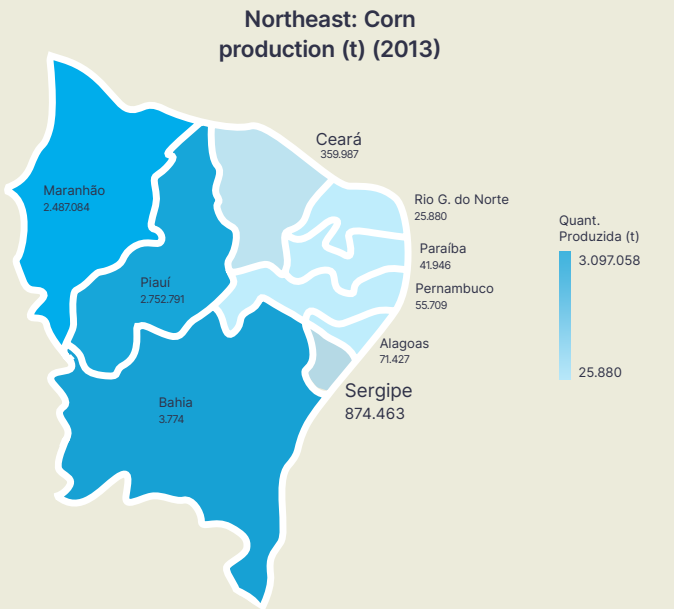 Northeast: Corn
production (t) (2013)
Ceará
359.987
Maranhão
2.487.084
Rio G. do Norte
25.880
Quant.
Produzida (t)
3.097.058
25.880
Paraíba
41.946
Piauí
2.752.791
Pernambuco
55.709
Alagoas
71.427
Sergipe
874.463
Bahia
3.774